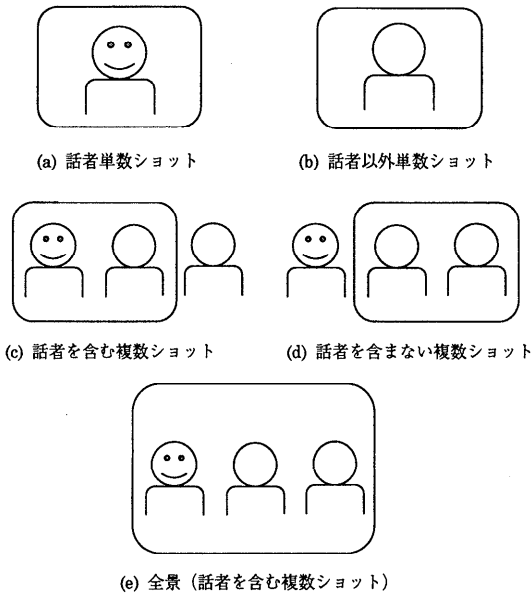 (a) 話者単数ショット
(b) 話者以外単数ショット
(c) 話者を含む複数ショット
(d) 話者を含まない複数ショット
(e) 全景（話者を含む複数ショット）